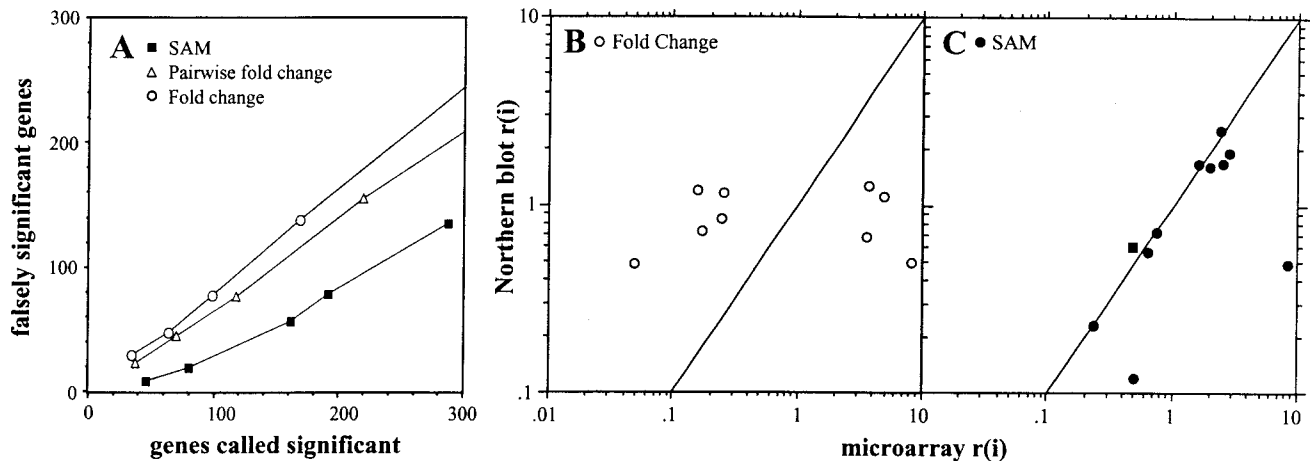 A
SAM
Pairwise fold change
Fold change
falsely significant genes
300
200
100
0
0 100 200 300
genes called significant
B Fold Change
Northern blot r(i)
10
1
.1
.01 .1 1 10
C SAM
.1 1 10
microarray r(i)